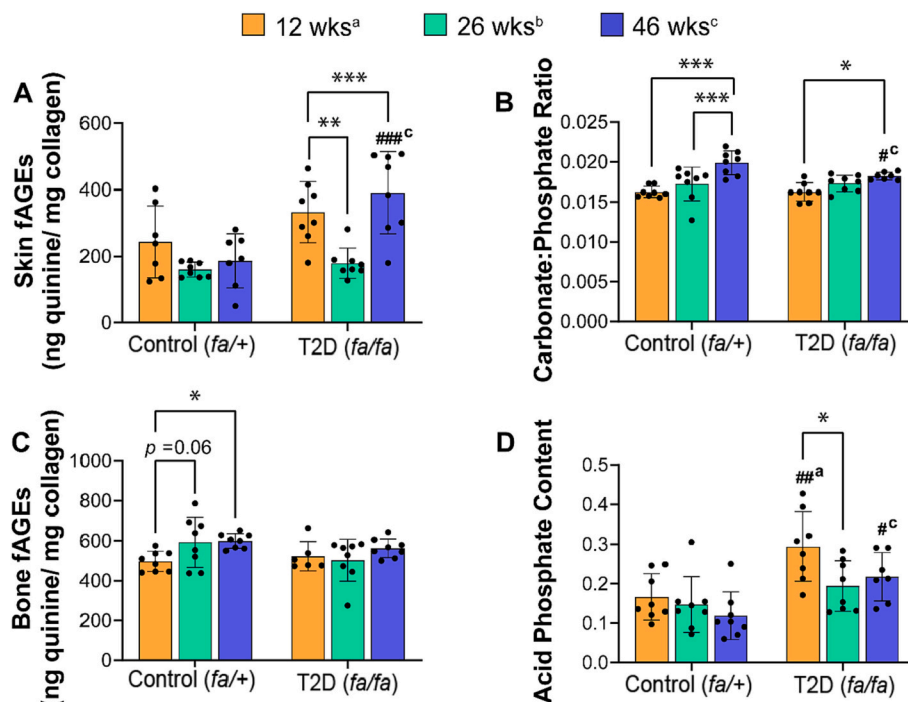 12 wksᵃ 26 wksᵇ 46 wksᶜ
A
Skin fAGEs
(ng quinine/ mg collagen)
600
400
200
0
***
**
###ᶜ
Control (fa/+) T2D (fa/fa)
B
Carbonate:Phosphate Ratio
0.025
0.020
0.015
0.010
0.005
0.000
***
***
*
#ᶜ
Control (fa/+) T2D (fa/fa)
C
Bone fAGEs
(ng quinine/ mg collagen)
1000
800
600
400
200
0
*
p =0.06
Control (fa/+) T2D (fa/fa)
D
Acid Phosphate Content
0.5
0.4
0.3
0.2
0.1
0.0
*
##ᵃ
#ᶜ
Control (fa/+) T2D (fa/fa)